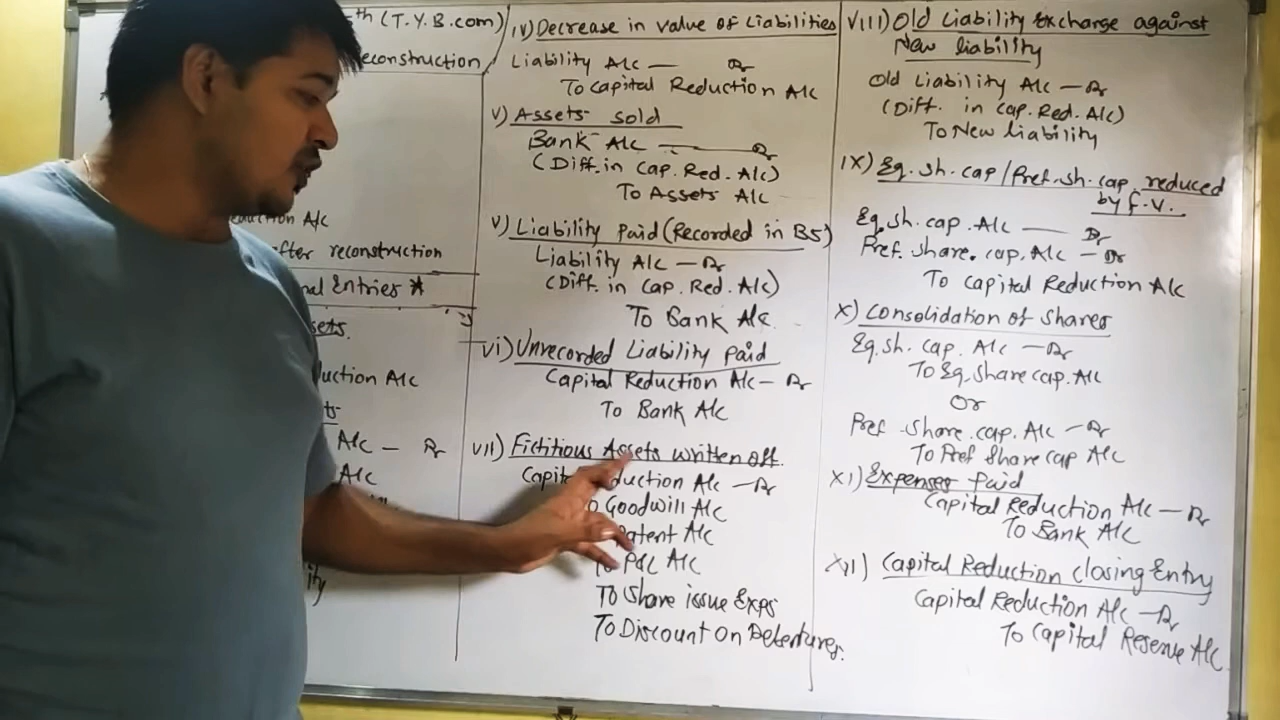 th (T.Y.B.com)
econstruction
eduction A/c
after reconstruction
nal Entries *
sets.
uction A/c
ts
A/c — Dr
A/c
ity
iv) Decrease in value of Liabilities
Liability A/c — Dr
To Capital Reduction A/c
v) Assets sold
Bank A/c — Dr
(Diff. in Cap. Red. A/c)
To Assets A/c
v) Liability Paid (Recorded in BS)
Liability A/c — Dr
(Diff. in Cap. Red. A/c)
To Bank A/c
vi) Unrecorded Liability paid
Capital Reduction A/c — Dr
To Bank A/c
vii) Fictitious Assets written off.
Capit duction A/c — Dr
o Goodwill A/c
Patent A/c
To P&L A/c
To Share issue Exps
To Discount on Debentures.
VIII) Old Liability exchange against
New liability
Old Liability A/c — Dr
(Diff. in Cap. Red. A/c)
To New liability
IX) Eq. sh. cap / Pref. sh. cap reduced
by f.v.
Eq. sh. cap. A/c — Dr
Pref. share. cap. A/c — Dr
To Capital Reduction A/c
X) Consolidation of shares
Eq. sh. cap. A/c — Dr
To Eq. Share cap. A/c
Or
Pref share. cap. A/c — Dr
To Pref Share cap A/c
XI) Expenses Paid
Capital Reduction A/c — Dr
To Bank A/c
XII) Capital Reduction closing Entry
Capital Reduction A/c — Dr
To Capital Reserve A/c